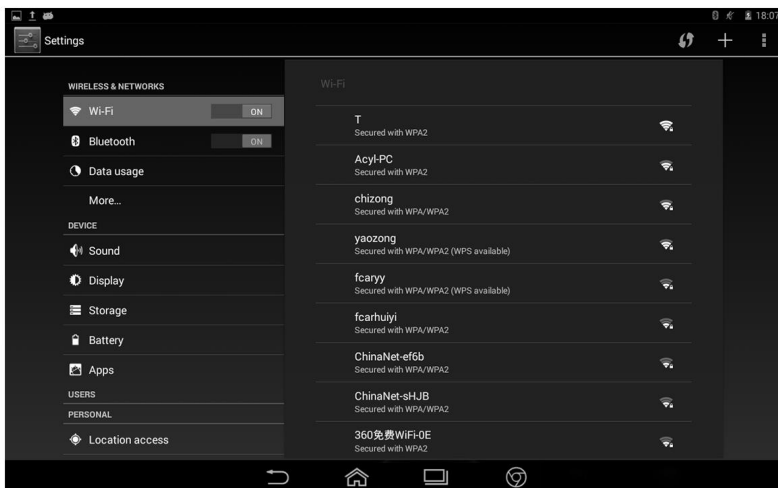 18:07
Settings
WIRELESS & NETWORKS
Wi-Fi
ON
Bluetooth
ON
Data usage
More...
DEVICE
Sound
Display
Storage
Battery
Apps
USERS
PERSONAL
Location access
Wi-Fi
T
Secured with WPA2
Acyl-PC
Secured with WPA2
chizong
Secured with WPA/WPA2
yaozong
Secured with WPA/WPA2 (WPS available)
fcaryy
Secured with WPA/WPA2 (WPS available)
fcarhuiyi
Secured with WPA/WPA2
ChinaNet-ef6b
Secured with WPA/WPA2
ChinaNet-sHJB
Secured with WPA/WPA2
360免费WiFi-0E
Secured with WPA2